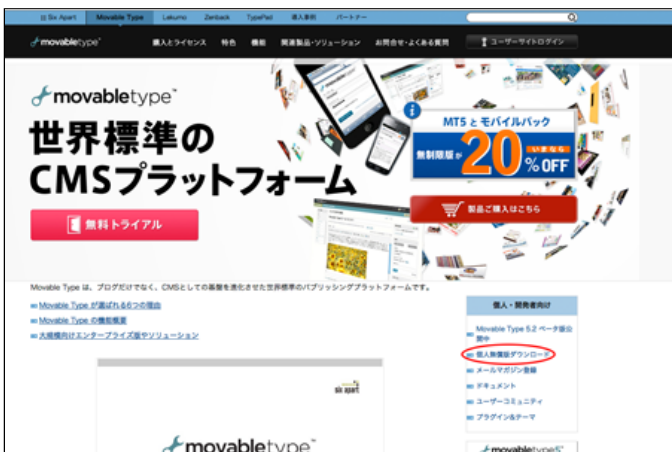 Six Apart Movable Type Lekumo Zenback TypePad 導入事例 パートナー
movabletype™ 購入とライセンス 特色 機能 関連製品・ソリューション お問合せ・よくある質問 ユーザーサイトログイン
movabletype™
世界標準の
CMSプラットフォーム
無料トライアル
MT5 と モバイルパック
無制限版が いまなら 20%OFF
製品ご購入はこちら
Movable Type は、ブログだけでなく、CMSとしての基盤を進化させた世界標準のパブリッシングプラットフォームです。
Movable Type が選ばれる6つの理由
Movable Type の機能概要
大規模向けエンタープライズ版やソリューション
個人・開発者向け
Movable Type 5.2 ベータ版公
開中
個人無償版ダウンロード
メールマガジン登録
ドキュメント
ユーザーコミュニティ
プラグイン&テーマ
six apart
movabletype™
movabletype5™